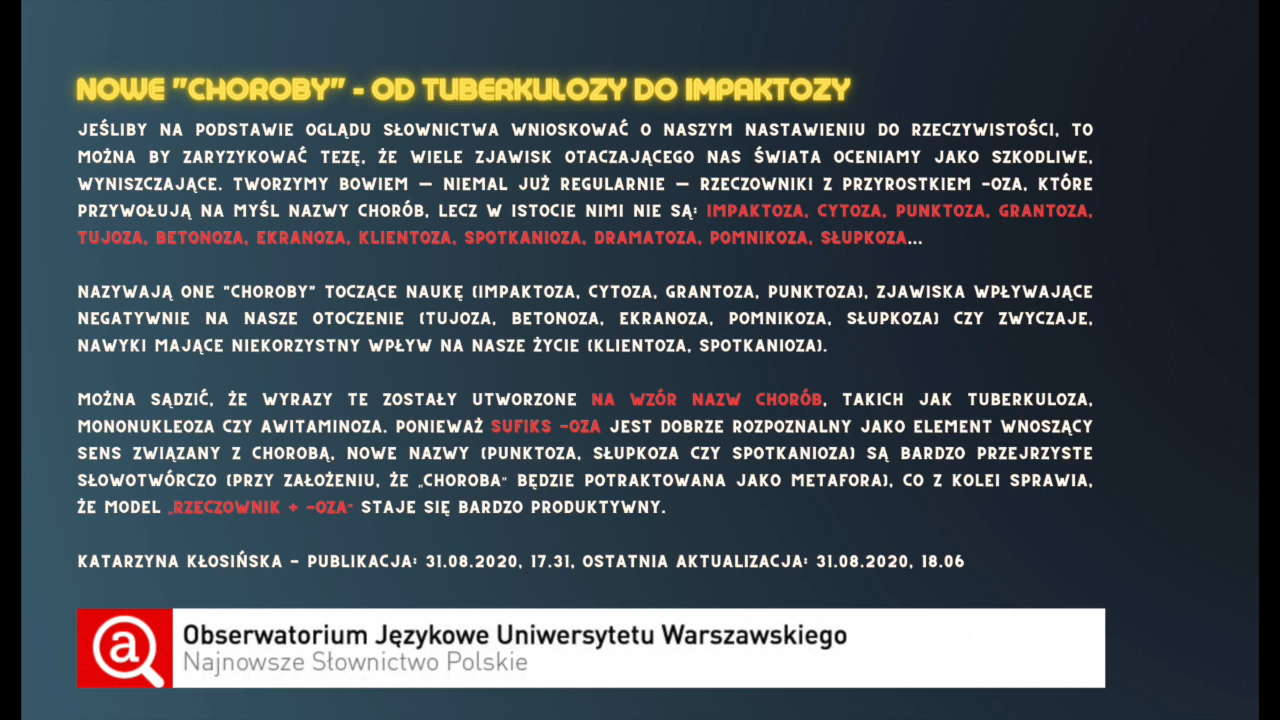 NOWE "CHOROBY" - OD TUBERKULOZY DO IMPAKTOZY
JEŚLIBY NA PODSTAWIE OGLĄDU SŁOWNICTWA WNIOSKOWAĆ O NASZYM NASTAWIENIU DO RZECZYWISTOŚCI, TO
MOŻNA BY ZARYZYKOWAĆ TEZĘ, ŻE WIELE ZJAWISK OTACZAJĄCEGO NAS ŚWIATA OCENIAMY JAKO SZKODLIWE,
WYNISZCZAJĄCE. TWORZYMY BOWIEM — NIEMAL JUŻ REGULARNIE — RZECZOWNIKI Z PRZYROSTKIEM -OZA, KTÓRE
PRZYWOŁUJĄ NA MYŚL NAZWY CHORÓB, LECZ W ISTOCIE NIMI NIE SĄ: IMPAKTOZA, CYTOZA, PUNKTOZA, GRANTOZA,
TUJOZA, BETONOZA, EKRANOZA, KLIENTOZA, SPOTKANIOZA, DRAMATOZA, POMNIKOZA, SŁUPKOZA...
NAZYWAJĄ ONE "CHOROBY" TOCZĄCE NAUKĘ (IMPAKTOZA, CYTOZA, GRANTOZA, PUNKTOZA), ZJAWISKA WPŁYWAJĄCE
NEGATYWNIE NA NASZE OTOCZENIE (TUJOZA, BETONOZA, EKRANOZA, POMNIKOZA, SŁUPKOZA) CZY ZWYCZAJE,
NAWYKI MAJĄCE NIEKORZYSTNY WPŁYW NA NASZE ŻYCIE (KLIENTOZA, SPOTKANIOZA).
MOŻNA SĄDZIĆ, ŻE WYRAZY TE ZOSTAŁY UTWORZONE NA WZÓR NAZW CHORÓB, TAKICH JAK TUBERKULOZA,
MONONUKLEOZA CZY AWITAMINOZA. PONIEWAŻ SUFIKS -OZA JEST DOBRZE ROZPOZNALNY JAKO ELEMENT WNOSZĄCY
SENS ZWIĄZANY Z CHOROBĄ, NOWE NAZWY (PUNKTOZA, SŁUPKOZA CZY SPOTKANIOZA) SĄ BARDZO PRZEJRZYSTE
SŁOWOTWÓRCZO (PRZY ZAŁOŻENIU, ŻE „CHOROBA” BĘDZIE POTRAKTOWANA JAKO METAFORA), CO Z KOLEI SPRAWIA,
ŻE MODEL „RZECZOWNIK + -OZA” STAJE SIĘ BARDZO PRODUKTYWNY.
KATARZYNA KŁOSIŃSKA - PUBLIKACJA: 31.08.2020, 17.31, OSTATNIA AKTUALIZACJA: 31.08.2020, 18.06
Obserwatorium Językowe Uniwersytetu Warszawskiego
Najnowsze Słownictwo Polskie